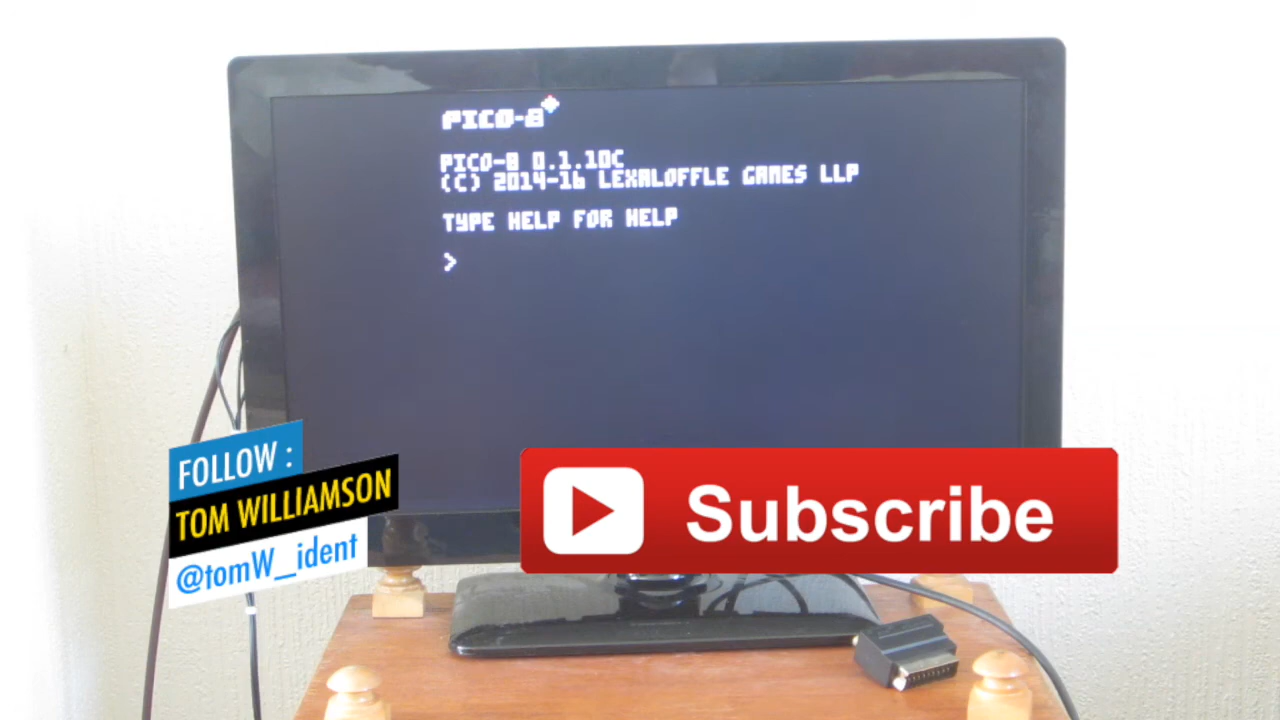 PICO-8
PICO-8 0.1.10C
(C) 2014-16 LEXALOFFLE GAMES LLP
TYPE HELP FOR HELP
>
FOLLOW :
TOM WILLIAMSON
@tomW_ident
Subscribe